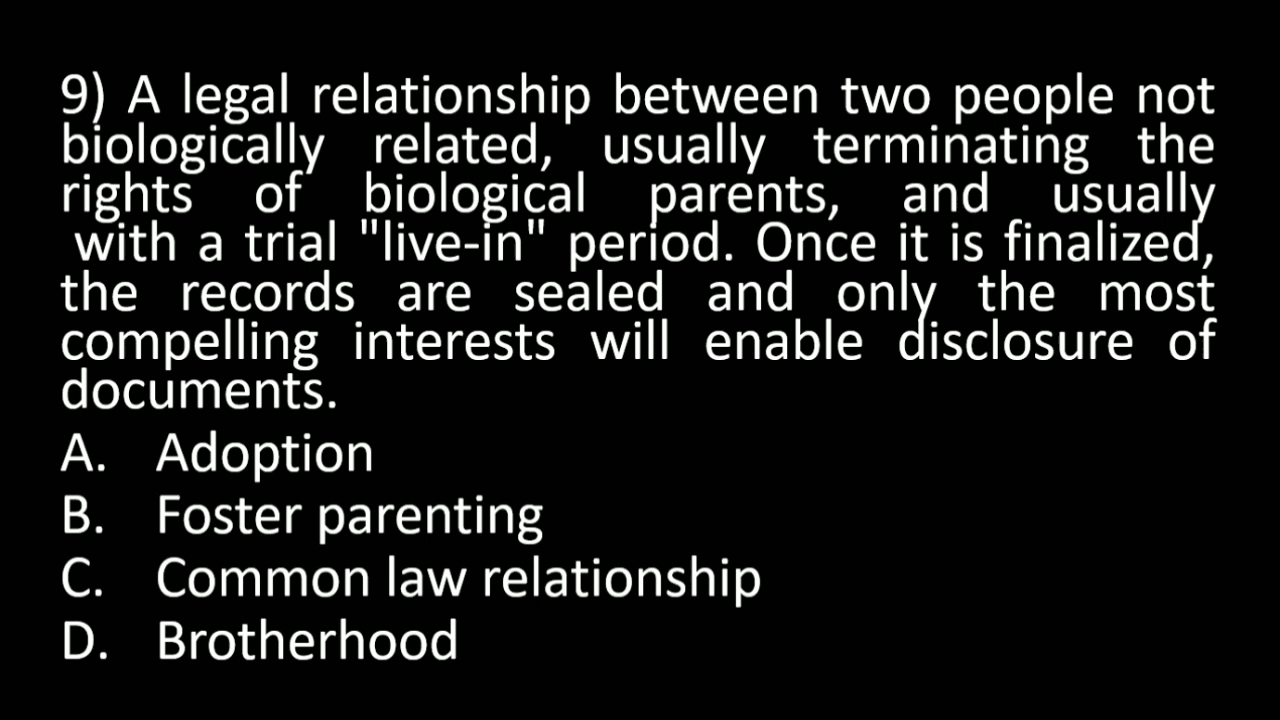 9) A legal relationship between two people not
biologically related, usually terminating the
rights of biological parents, and usually
with a trial "live-in" period. Once it is finalized,
the records are sealed and only the most
compelling interests will enable disclosure of
documents.
A. Adoption
B. Foster parenting
C. Common law relationship
D. Brotherhood